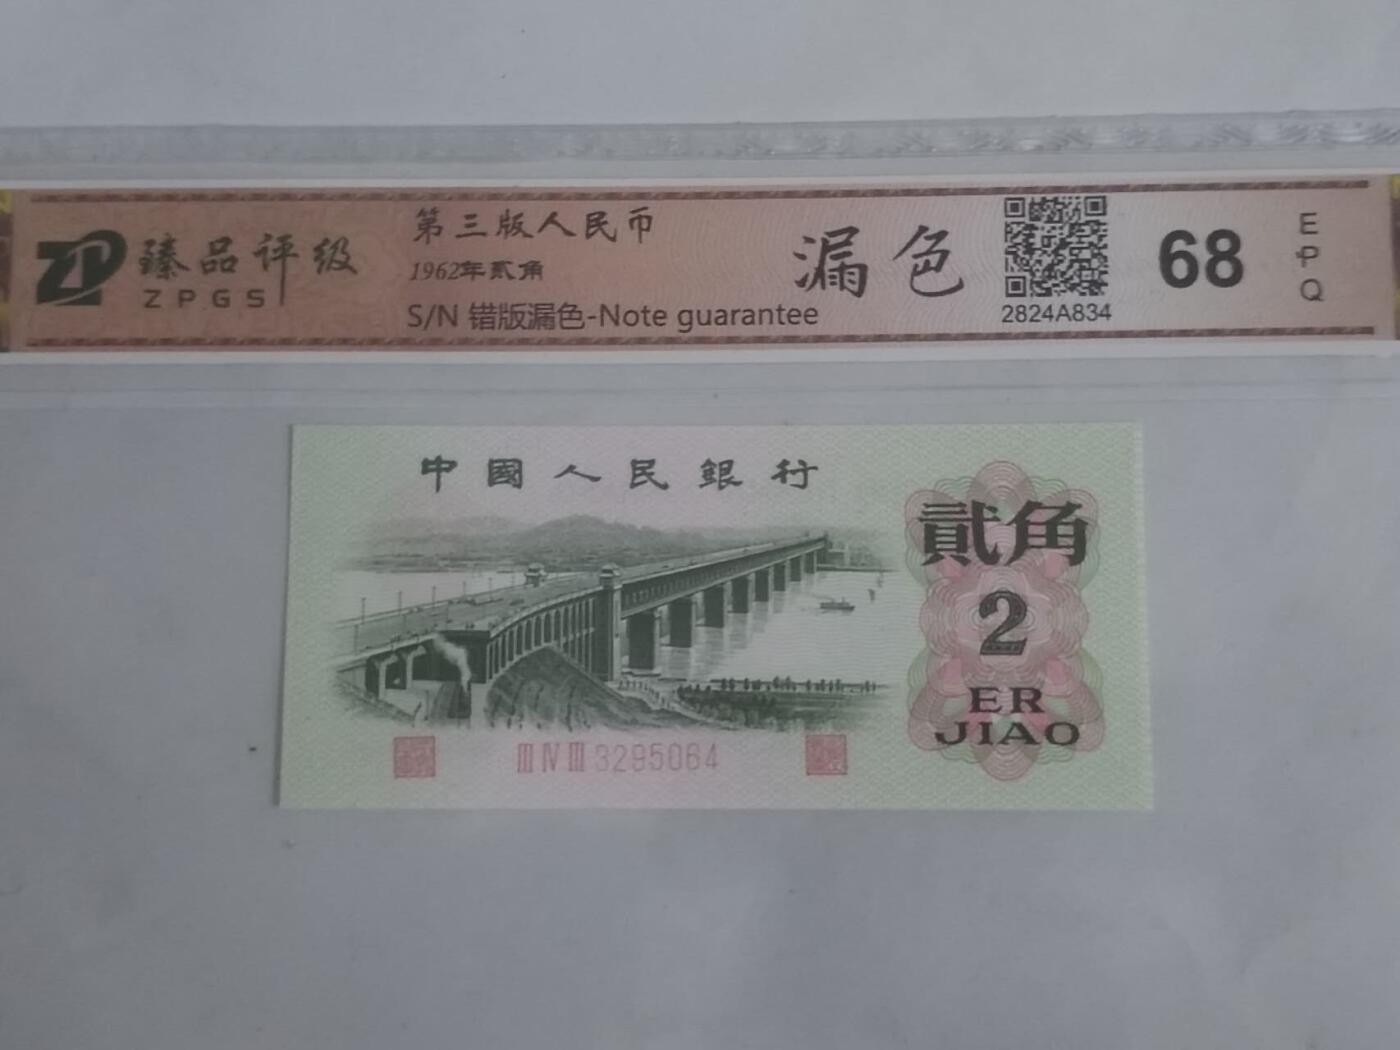 ZP 臻品评级
ZPGS
第三版人民币
1962年贰角
S/N 错版漏色-Note guarantee
漏色
2824A834
68
EPQ
中國人民銀行
貳角
2
ER
JIAO
III IV III 3295064